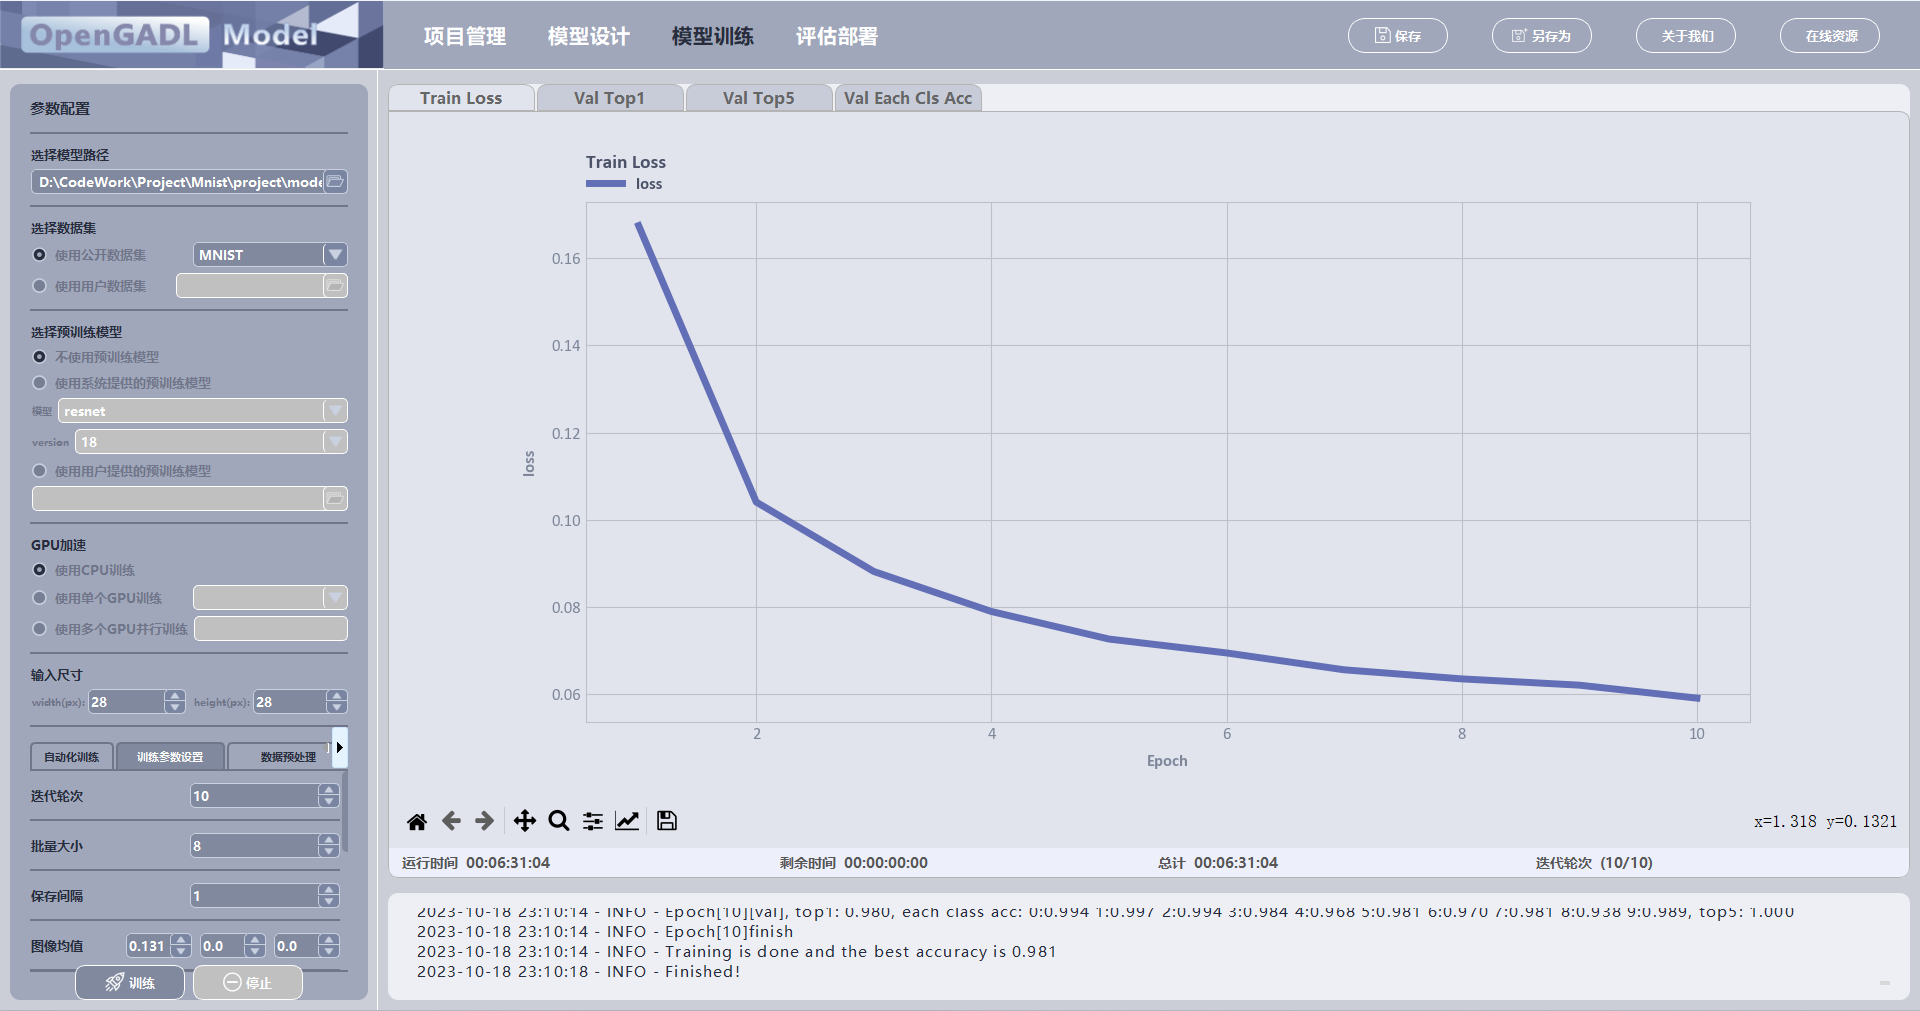 OpenGADL Model
项目管理 模型设计 模型训练 评估部署
保存 另存为 关于我们 在线资源
参数配置
选择模型路径
D:\CodeWork\Project\Mnist\project\mode
选择数据集
使用公开数据集 MNIST
使用用户数据集
选择预训练模型
不使用预训练模型
使用系统提供的预训练模型
模型 resnet
version 18
使用用户提供的预训练模型
GPU加速
使用CPU训练
使用单个GPU训练
使用多个GPU并行训练
输入尺寸
width(px): 28 height(px): 28
自动化训练 训练参数设置 数据预处理
迭代轮次 10
批量大小 8
保存间隔 1
图像均值 0.131 0.0 0.0
训练 停止
Train Loss Val Top1 Val Top5 Val Each Cls Acc
Train Loss
loss
0.16
0.14
0.12
0.10
0.08
0.06
loss
2 4 6 8 10
Epoch
x=1.318 y=0.1321
运行时间 00:06:31:04 剩余时间 00:00:00:00 总计 00:06:31:04 迭代轮次 (10/10)
2023-10-18 23:10:14 - INFO - Epoch[10][val], top1: 0.980, each class acc: 0:0.994 1:0.997 2:0.994 3:0.984 4:0.968 5:0.981 6:0.970 7:0.981 8:0.938 9:0.989, top5: 1.000
2023-10-18 23:10:14 - INFO - Epoch[10]finish
2023-10-18 23:10:14 - INFO - Training is done and the best accuracy is 0.981
2023-10-18 23:10:18 - INFO - Finished!